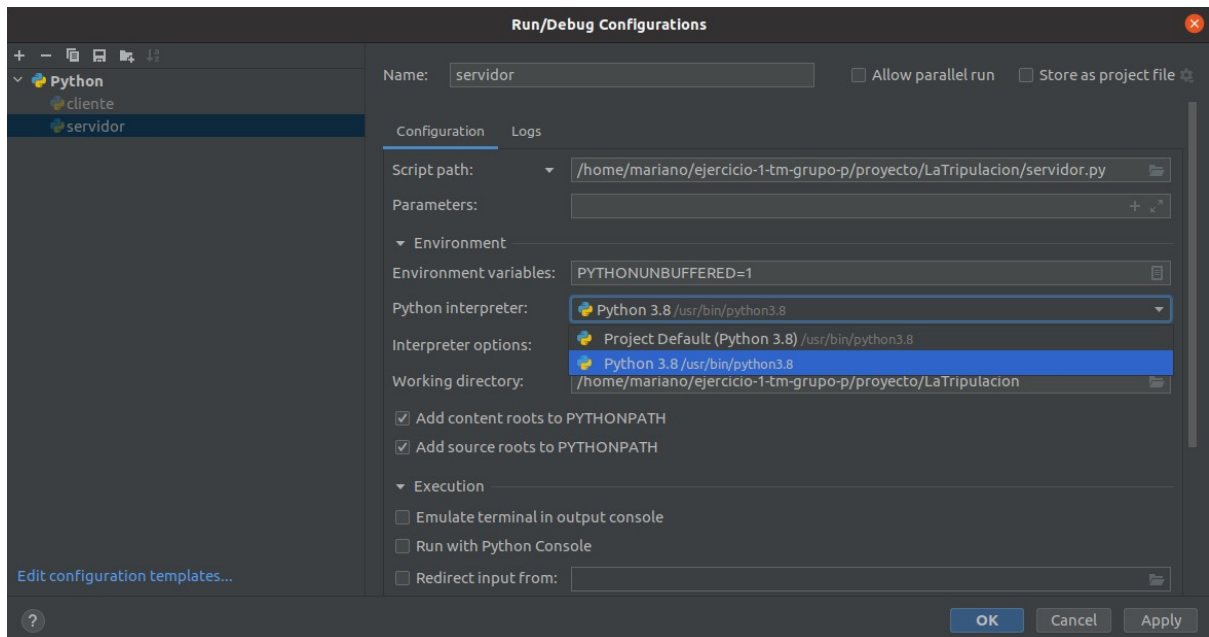 Run/Debug Configurations
Python
cliente
servidor
Name: servidor Allow parallel run Store as project file
Configuration Logs
Script path: /home/mariano/ejercicio-1-tm-grupo-p/proyecto/LaTripulacion/servidor.py
Parameters:
Environment
Environment variables: PYTHONUNBUFFERED=1
Python interpreter: Python 3.8 /usr/bin/python3.8
Project Default (Python 3.8) /usr/bin/python3.8
Interpreter options:
Python 3.8 /usr/bin/python3.8
Working directory: /home/mariano/ejercicio-1-tm-grupo-p/proyecto/LaTripulacion
Add content roots to PYTHONPATH
Add source roots to PYTHONPATH
Execution
Emulate terminal in output console
Run with Python Console
Redirect input from:
Edit configuration templates...
? OK Cancel Apply